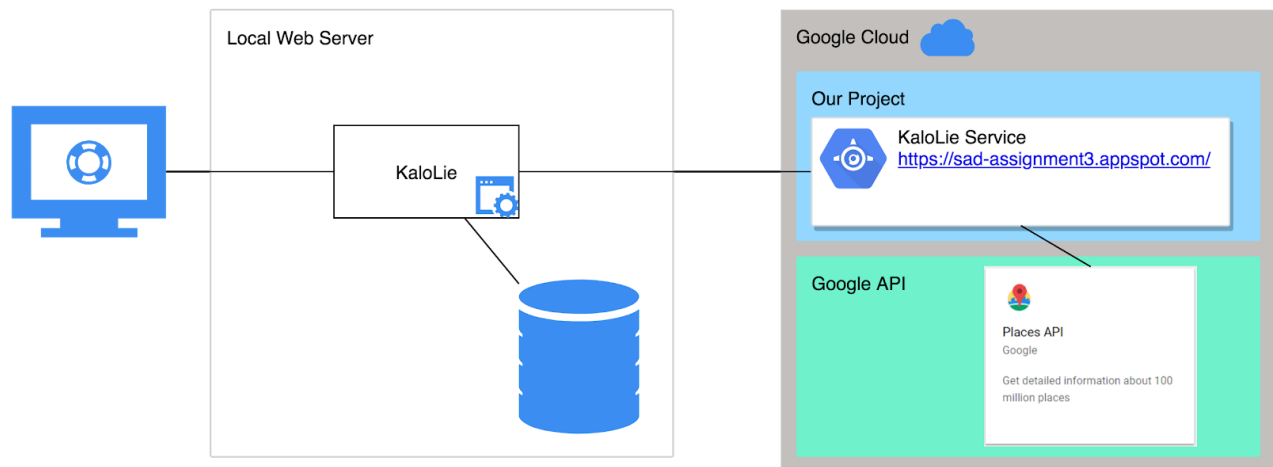 Local Web Server
KaloLie
Google Cloud
Our Project
KaloLie Service
https://sad-assignment3.appspot.com/
Google API
Places API
Google
Get detailed information about 100
million places